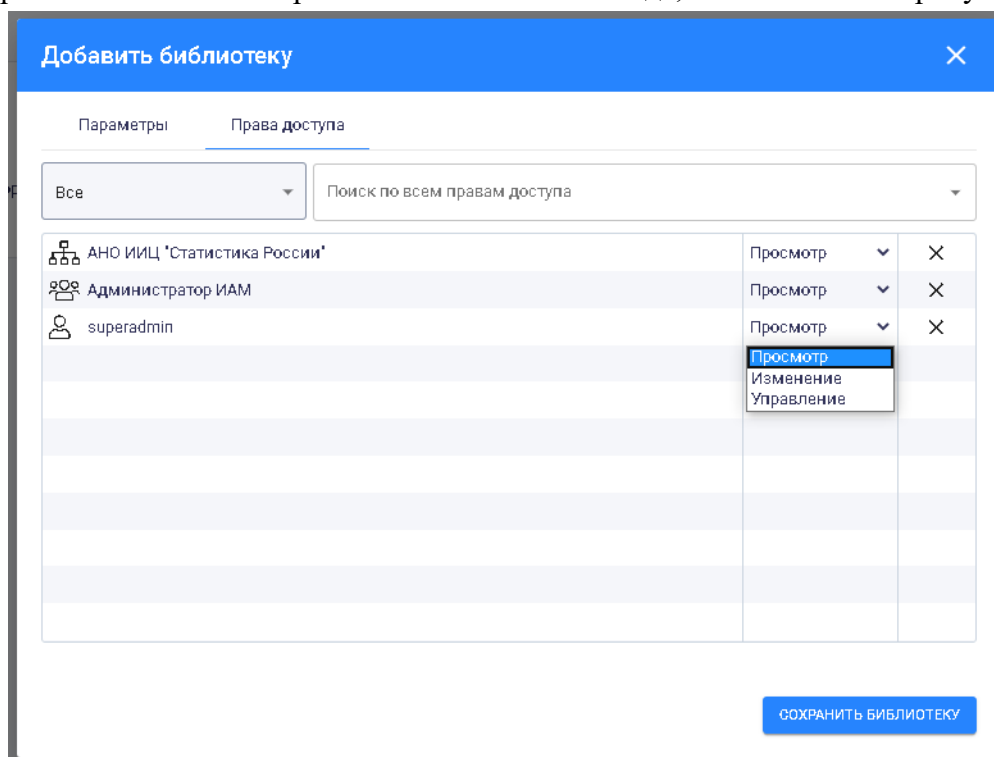 Добавить библиотеку
Параметры Права доступа
Все Поиск по всем правам доступа
АНО ИИЦ "Статистика России" Просмотр
Администратор ИАМ Просмотр
superadmin Просмотр
Просмотр
Изменение
Управление
СОХРАНИТЬ БИБЛИОТЕКУ